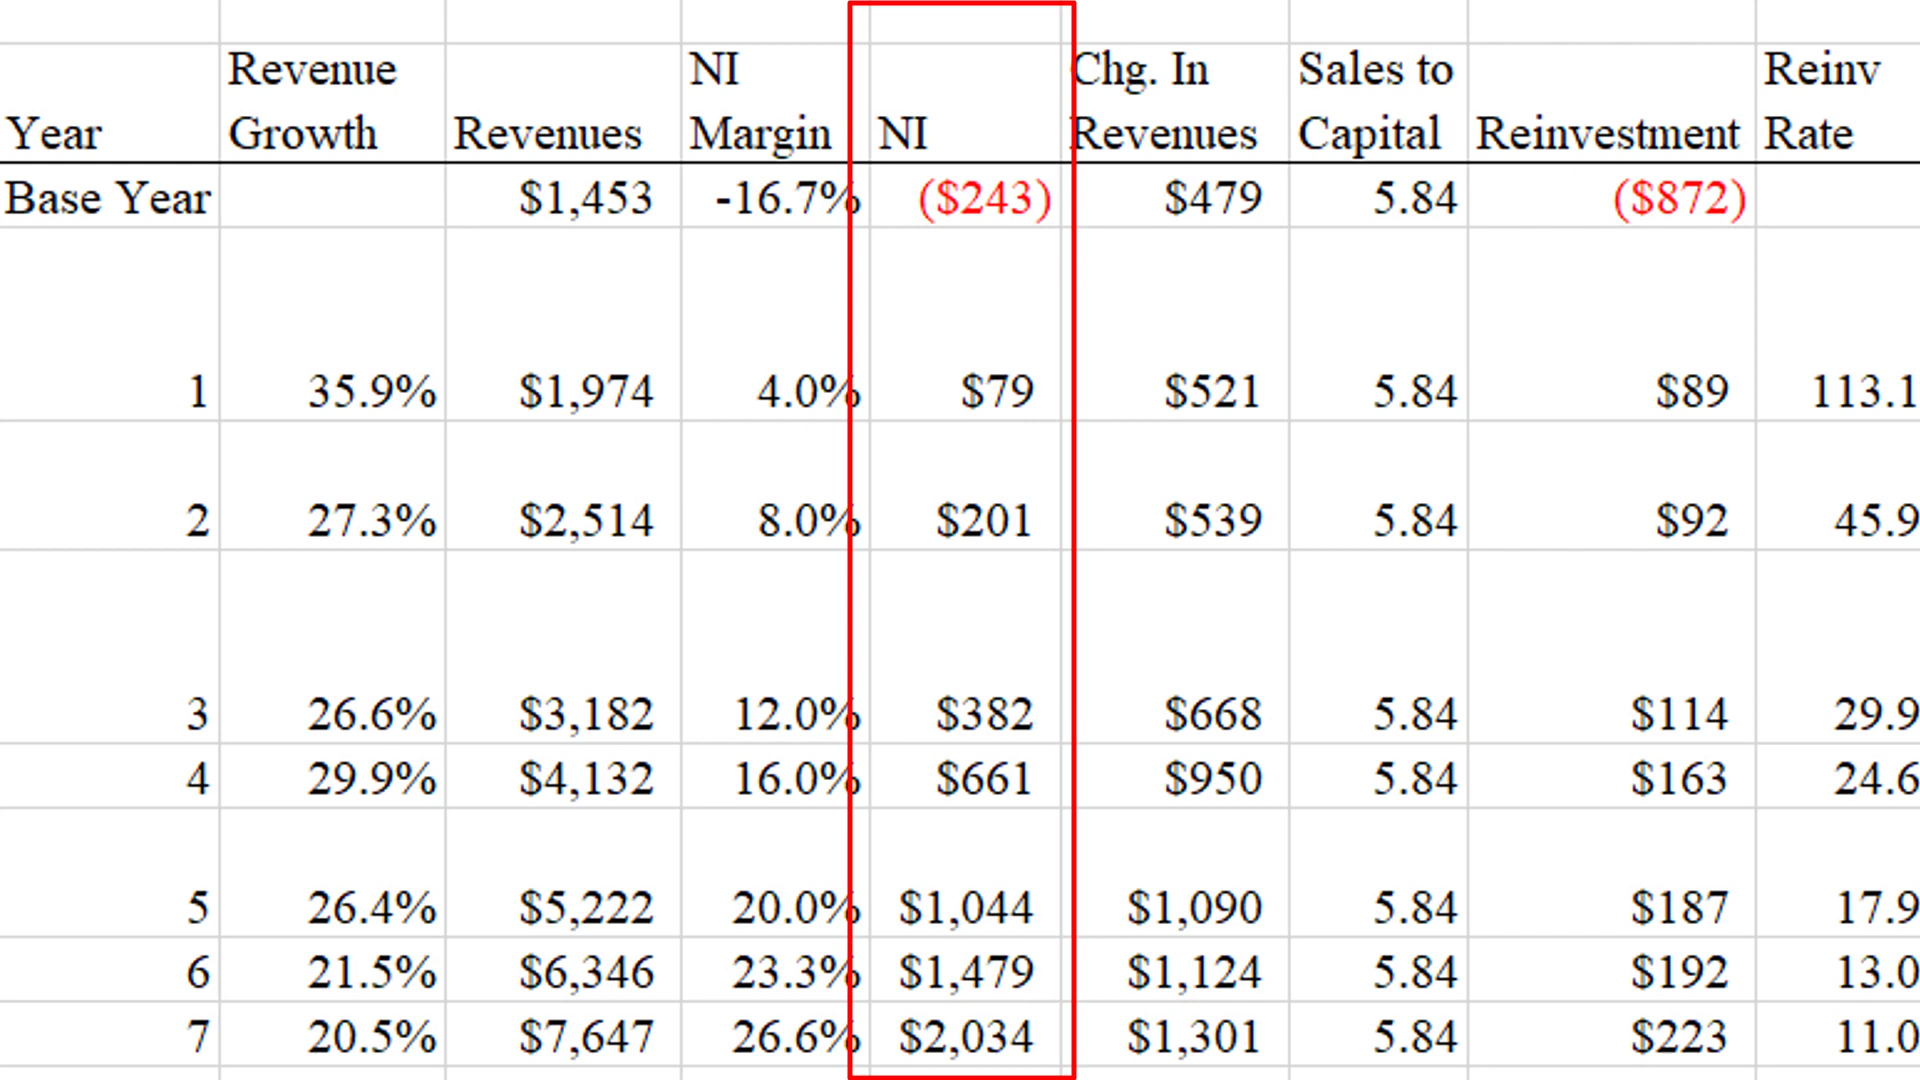 Revenue NI Chg. In Sales to Reinv
Year Growth Revenues Margin NI Revenues Capital Reinvestment Rate
Base Year $1,453 -16.7% ($243) $479 5.84 ($872)
1 35.9% $1,974 4.0% $79 $521 5.84 $89 113.1
2 27.3% $2,514 8.0% $201 $539 5.84 $92 45.9
3 26.6% $3,182 12.0% $382 $668 5.84 $114 29.9
4 29.9% $4,132 16.0% $661 $950 5.84 $163 24.6
5 26.4% $5,222 20.0% $1,044 $1,090 5.84 $187 17.9
6 21.5% $6,346 23.3% $1,479 $1,124 5.84 $192 13.0
7 20.5% $7,647 26.6% $2,034 $1,301 5.84 $223 11.0